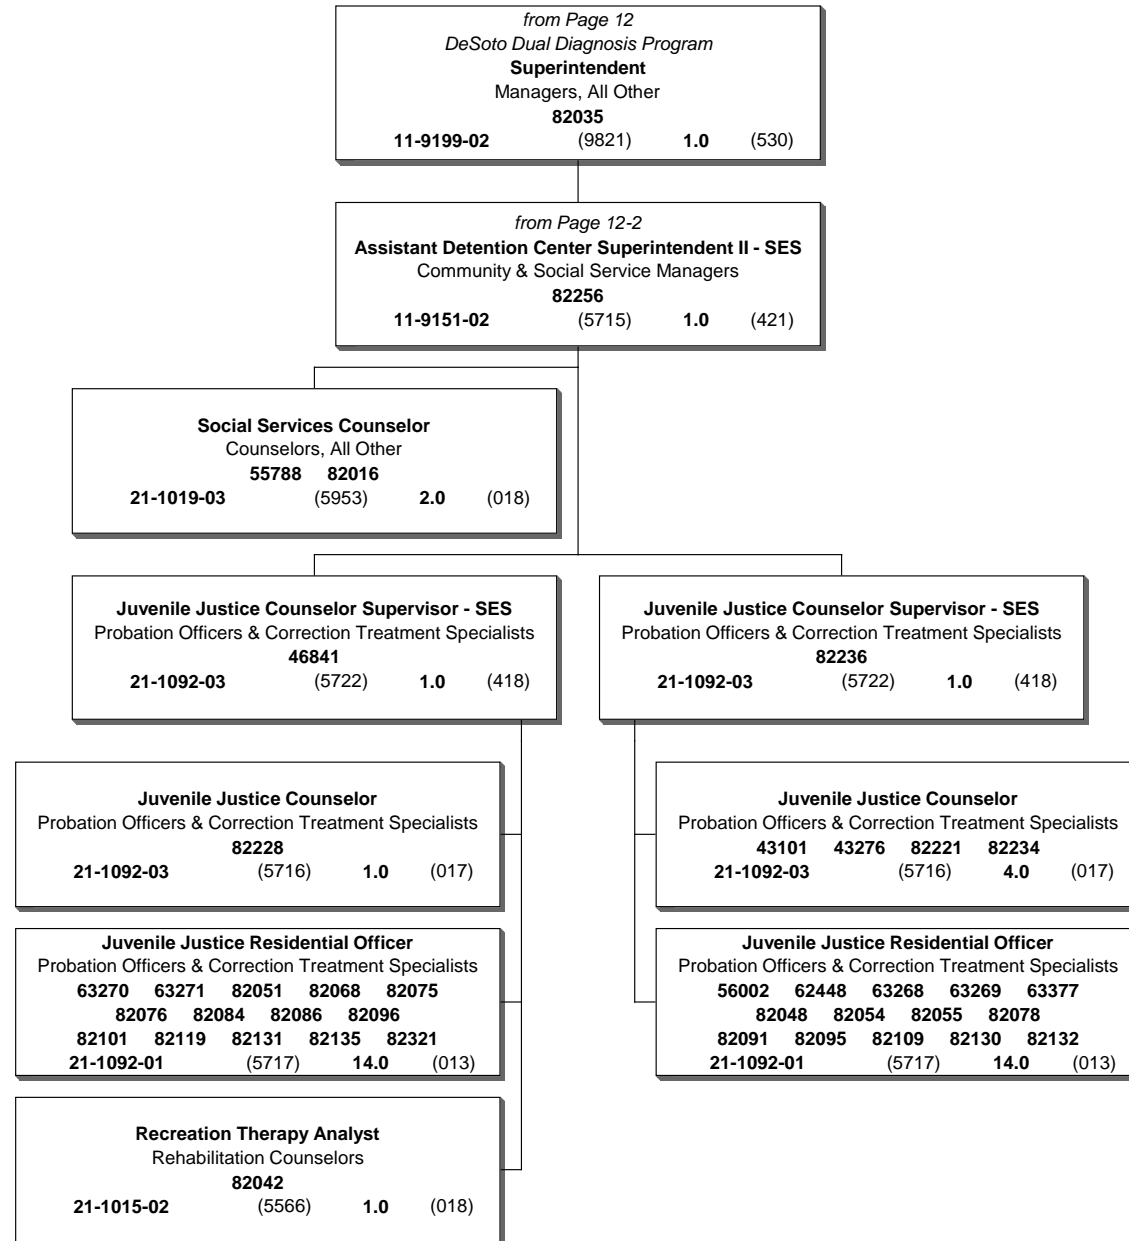 from Page 12
DeSoto Dual Diagnosis Program
Superintendent
Managers, All Other
82035
11-9199-02 (9821) 1.0 (530)
from Page 12-2
Assistant Detention Center Superintendent II - SES
Community & Social Service Managers
82256
11-9151-02 (5715) 1.0 (421)
Social Services Counselor
Counselors, All Other
55788 82016
21-1019-03 (5953) 2.0 (018)
Juvenile Justice Counselor Supervisor - SES
Probation Officers & Correction Treatment Specialists
46841
21-1092-03 (5722) 1.0 (418)
Juvenile Justice Counselor Supervisor - SES
Probation Officers & Correction Treatment Specialists
82236
21-1092-03 (5722) 1.0 (418)
Juvenile Justice Counselor
Probation Officers & Correction Treatment Specialists
82228
21-1092-03 (5716) 1.0 (017)
Juvenile Justice Counselor
Probation Officers & Correction Treatment Specialists
43101 43276 82221 82234
21-1092-03 (5716) 4.0 (017)
Juvenile Justice Residential Officer
Probation Officers & Correction Treatment Specialists
63270 63271 82051 82068 82075
82076 82084 82086 82096
82101 82119 82131 82135 82321
21-1092-01 (5717) 14.0 (013)
Juvenile Justice Residential Officer
Probation Officers & Correction Treatment Specialists
56002 62448 63268 63269 63377
82048 82054 82055 82078
82091 82095 82109 82130 82132
21-1092-01 (5717) 14.0 (013)
Recreation Therapy Analyst
Rehabilitation Counselors
82042
21-1015-02 (5566) 1.0 (018)